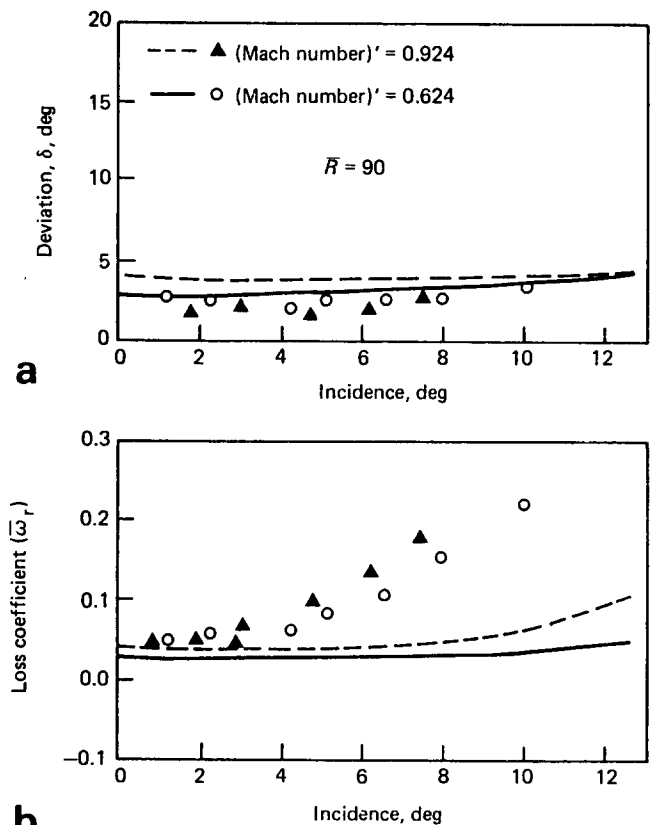 20
15
10
5
0
Deviation, δ, deg
(Mach number)′ = 0.924
(Mach number)′ = 0.624
R̅ = 90
0 2 4 6 8 10 12
Incidence, deg
a
0.3
0.2
0.1
0.0
−0.1
Loss coefficient (ω̅r)
0 2 4 6 8 10 12
Incidence, deg
b